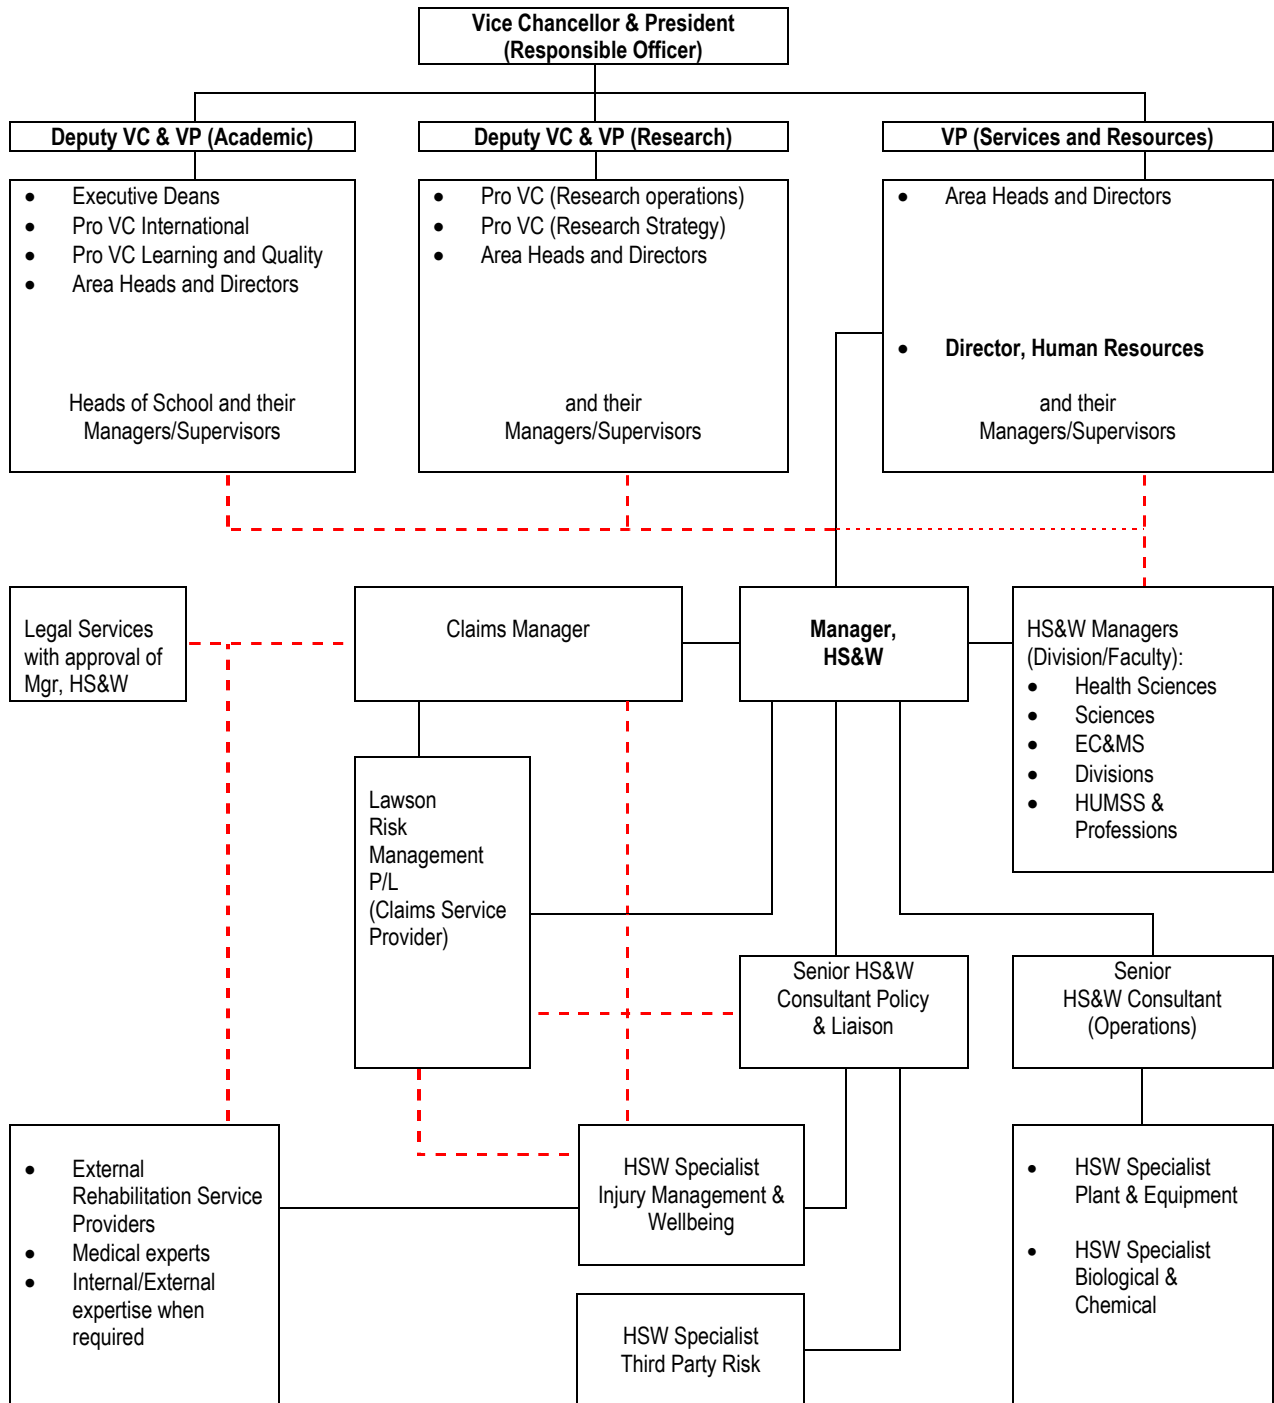 Vice Chancellor & President
(Responsible Officer)
Deputy VC & VP (Academic)
Deputy VC & VP (Research)
VP (Services and Resources)
• Executive Deans
• Pro VC International
• Pro VC Learning and Quality
• Area Heads and Directors
Heads of School and their
Managers/Supervisors
• Pro VC (Research operations)
• Pro VC (Research Strategy)
• Area Heads and Directors
and their
Managers/Supervisors
• Area Heads and Directors
• Director, Human Resources
and their
Managers/Supervisors
Legal Services
with approval of
Mgr, HS&W
Claims Manager
Manager,
HS&W
HS&W Managers
(Division/Faculty):
• Health Sciences
• Sciences
• EC&MS
• Divisions
• HUMSS &
Professions
Lawson
Risk
Management
P/L
(Claims Service
Provider)
Senior HS&W
Consultant Policy
& Liaison
Senior
HS&W Consultant
(Operations)
• External
Rehabilitation Service
Providers
• Medical experts
• Internal/External
expertise when
required
HSW Specialist
Injury Management &
Wellbeing
HSW Specialist
Third Party Risk
• HSW Specialist
Plant & Equipment
• HSW Specialist
Biological &
Chemical